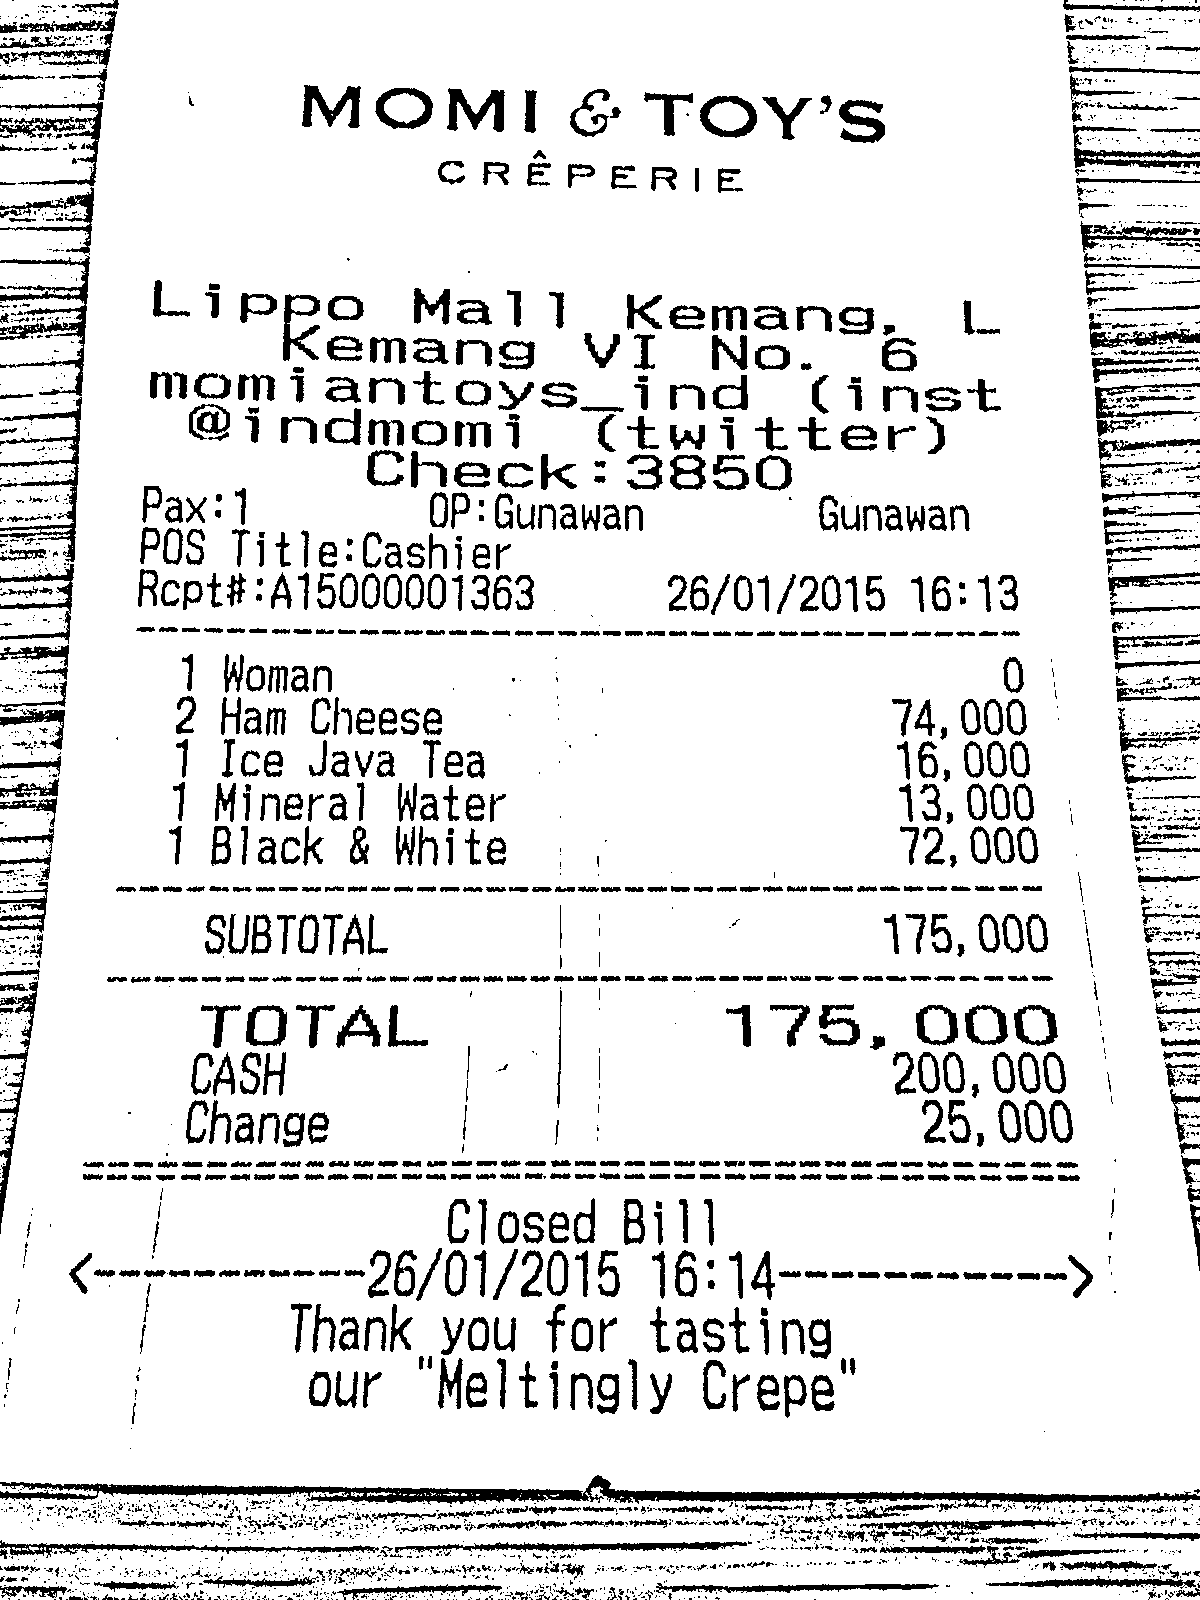 MOMI & TOY'S
CRÊPERIE
Lippo Mall Kemang, L
Kemang VI No. 6
momiantoys_ind (inst
@indmomi (twitter)
Check:3850
Pax:1 OP:Gunawan Gunawan
POS Title:Cashier
Rcpt#:A15000001363 26/01/2015 16:13
1 Woman 0
2 Ham Cheese 74,000
1 Ice Java Tea 16,000
1 Mineral Water 13,000
1 Black & White 72,000
SUBTOTAL 175,000
TOTAL 175,000
CASH 200,000
Change 25,000
Closed Bill
<-------------26/01/2015 16:14-------------->
Thank you for tasting
our "Meltingly Crepe"